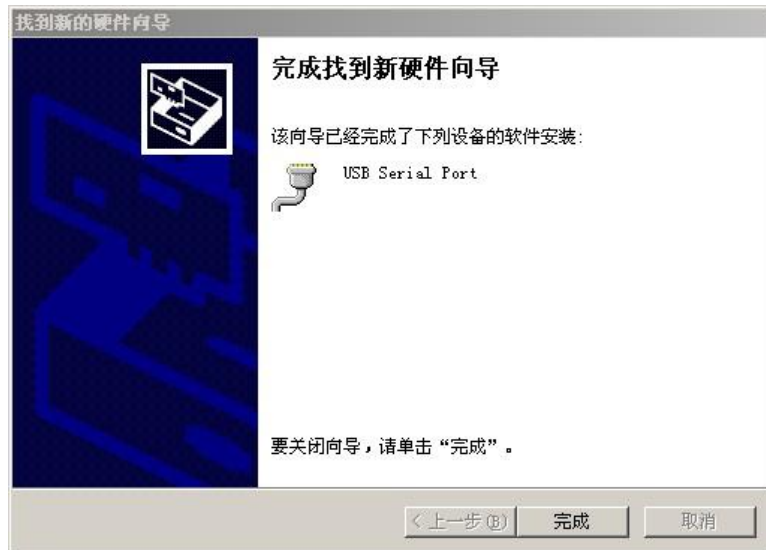 找到新的硬件向导
完成找到新硬件向导
该向导已经完成了下列设备的软件安装:
USB Serial Port
要关闭向导，请单击“完成”。
< 上一步(B)
完成
取消